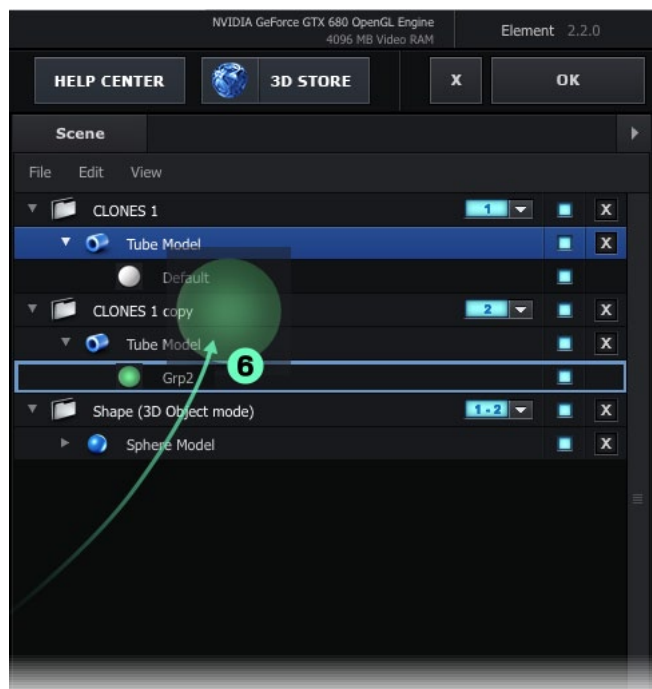 NVIDIA GeForce GTX 680 OpenGL Engine
4096 MB Video RAM
Element 2.2.0
HELP CENTER
3D STORE
X
OK
Scene
File Edit View
CLONES 1 1 X
Tube Model X
Default
CLONES 1 copy 2 X
Tube Model X
6
Grp2
Shape (3D Object mode) 1 - 2 X
Sphere Model X